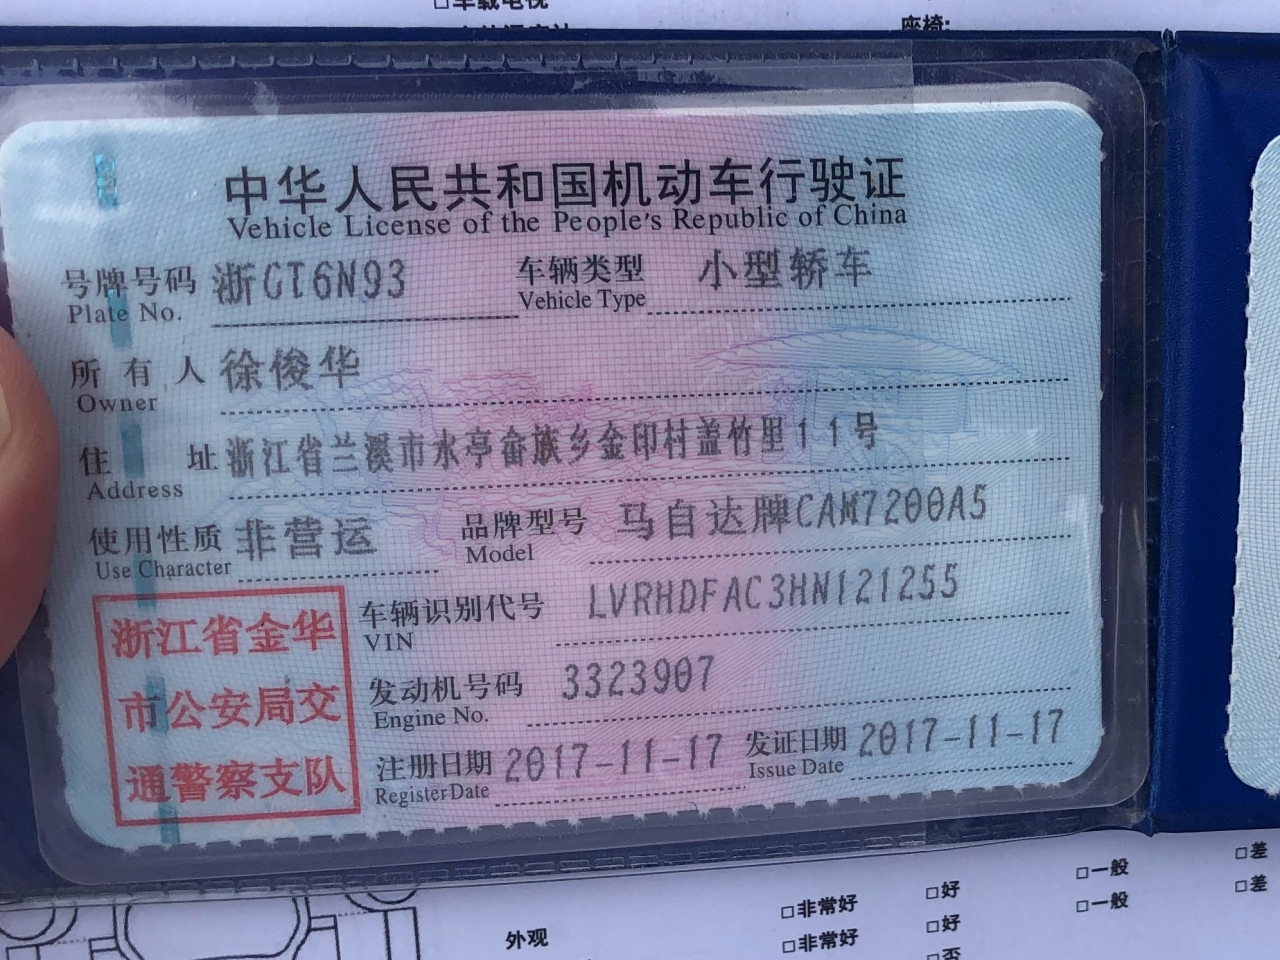 □车载电视
座椅:
中华人民共和国机动车行驶证
Vehicle License of the People's Republic of China
号牌号码 浙GT6N93 车辆类型 小型轿车
Plate No. Vehicle Type
所有人 徐俊华
Owner
住址 浙江省兰溪市水亭畲族乡金印村盖竹里11号
Address
使用性质 非营运 品牌型号 马自达牌CAM7200A5
Use Character Model
浙江省金华
市公安局交
通警察支队
车辆识别代号 LVRHDFAC3HN121255
VIN
发动机号码 3323907
Engine No.
注册日期 2017-11-17 发证日期 2017-11-17
Register Date Issue Date
□非常好 □好 □一般 □差
外观 □非常好 □好 □一般 □差
□否